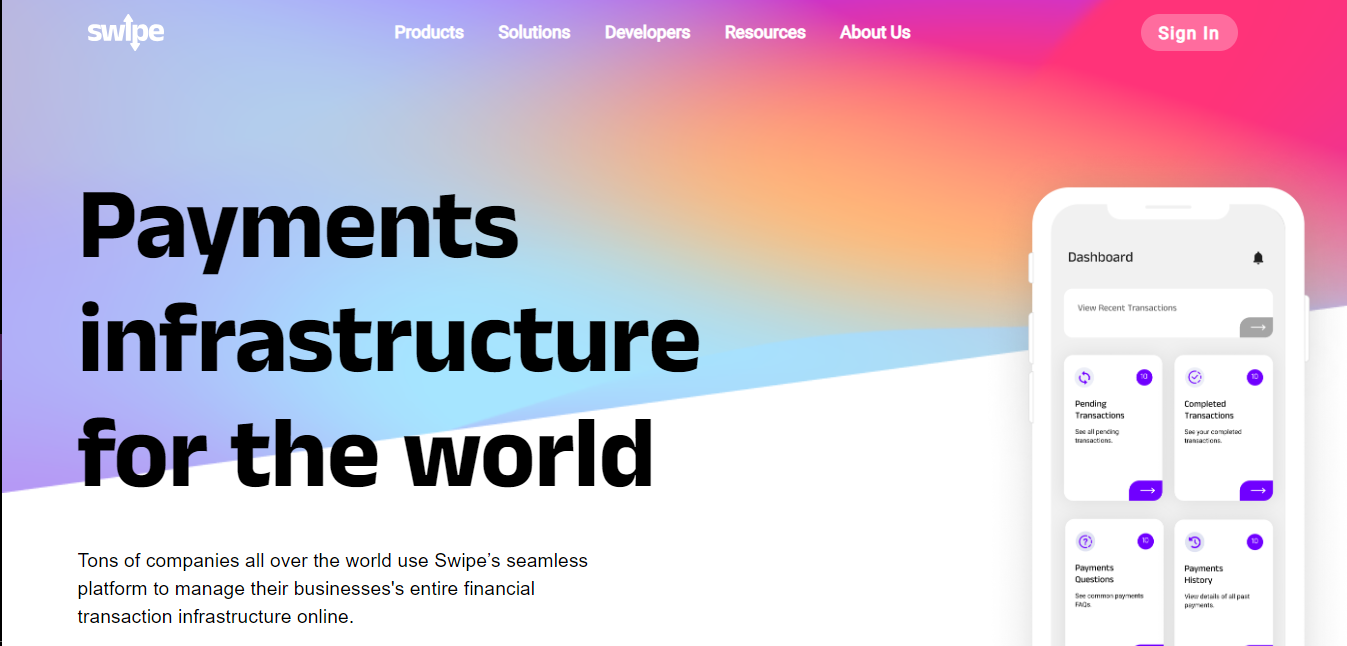 swipe
Products Solutions Developers Resources About Us
Sign In
Payments
infrastructure
for the world
Tons of companies all over the world use Swipe’s seamless
platform to manage their businesses's entire financial
transaction infrastructure online.
Dashboard
View Recent Transactions
10
Pending
Transactions
See all pending
transactions.
10
Completed
Transactions
See your completed
transactions.
10
Payments
Questions
See common payments
FAQs.
10
Payments
History
View details of all past
payments.